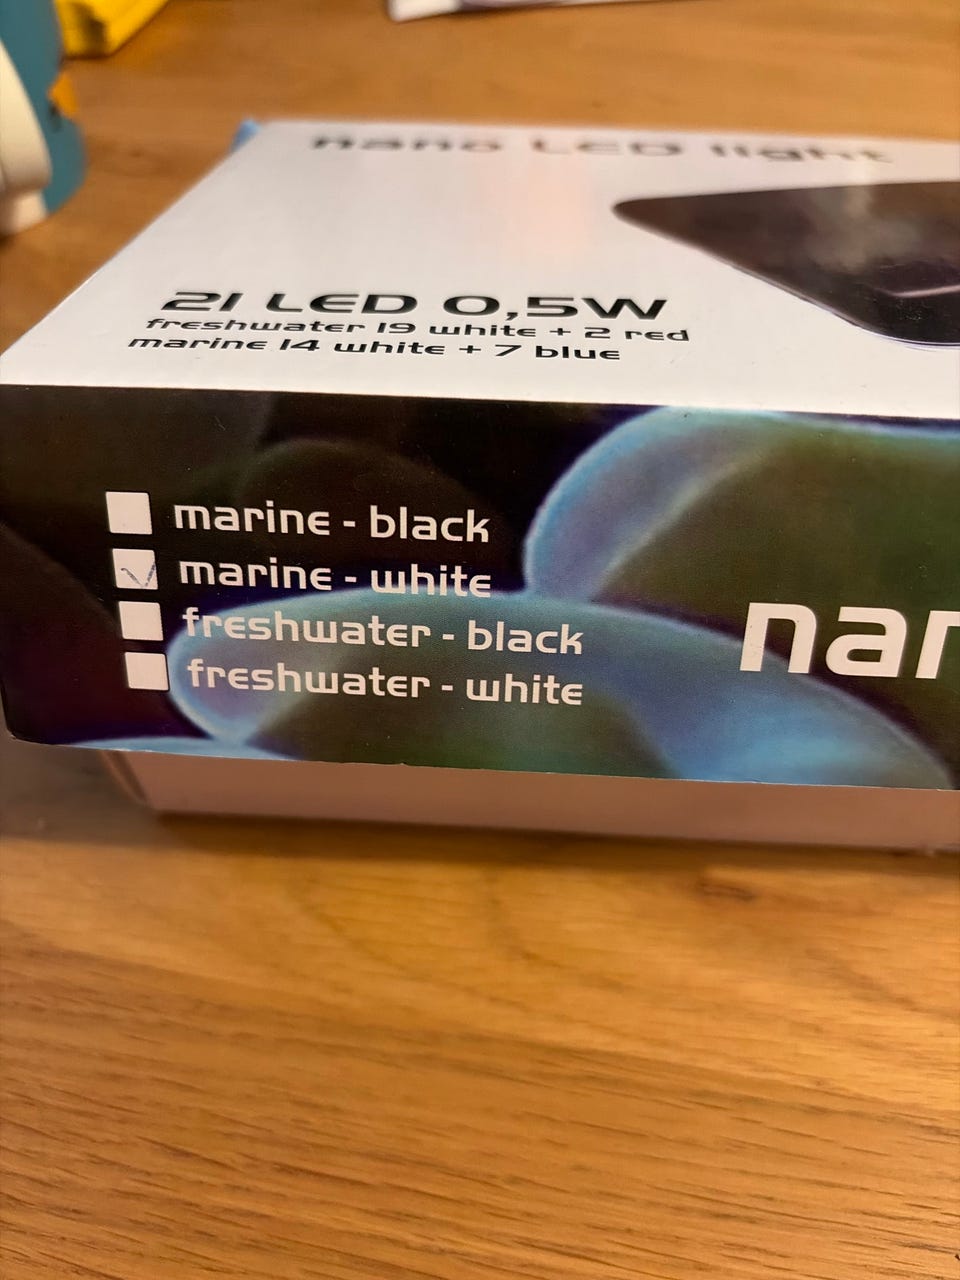 nano LED light
21 LED 0,5W
freshwater 19 white + 2 red
marine 14 white + 7 blue
marine - black
marine - white
freshwater - black
freshwater - white
nan